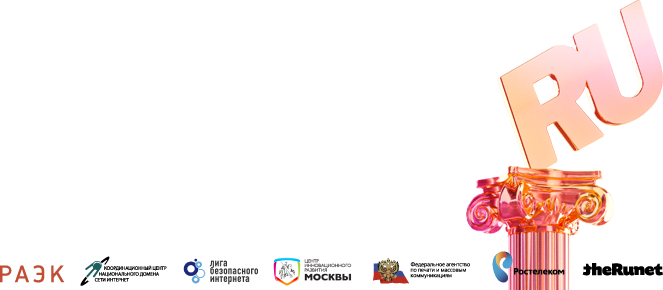 RU
РАЭК
КООРДИНАЦИОННЫЙ ЦЕНТР
НАЦИОНАЛЬНОГО ДОМЕНА
СЕТИ ИНТЕРНЕТ
ЛИГА
БЕЗОПАСНОГО
ИНТЕРНЕТА
ЦЕНТР
ИННОВАЦИОННОГО
РАЗВИТИЯ
МОСКВЫ
Федеральное агентство
по печати и массовым
коммуникациям
Ростелеком
theRunet